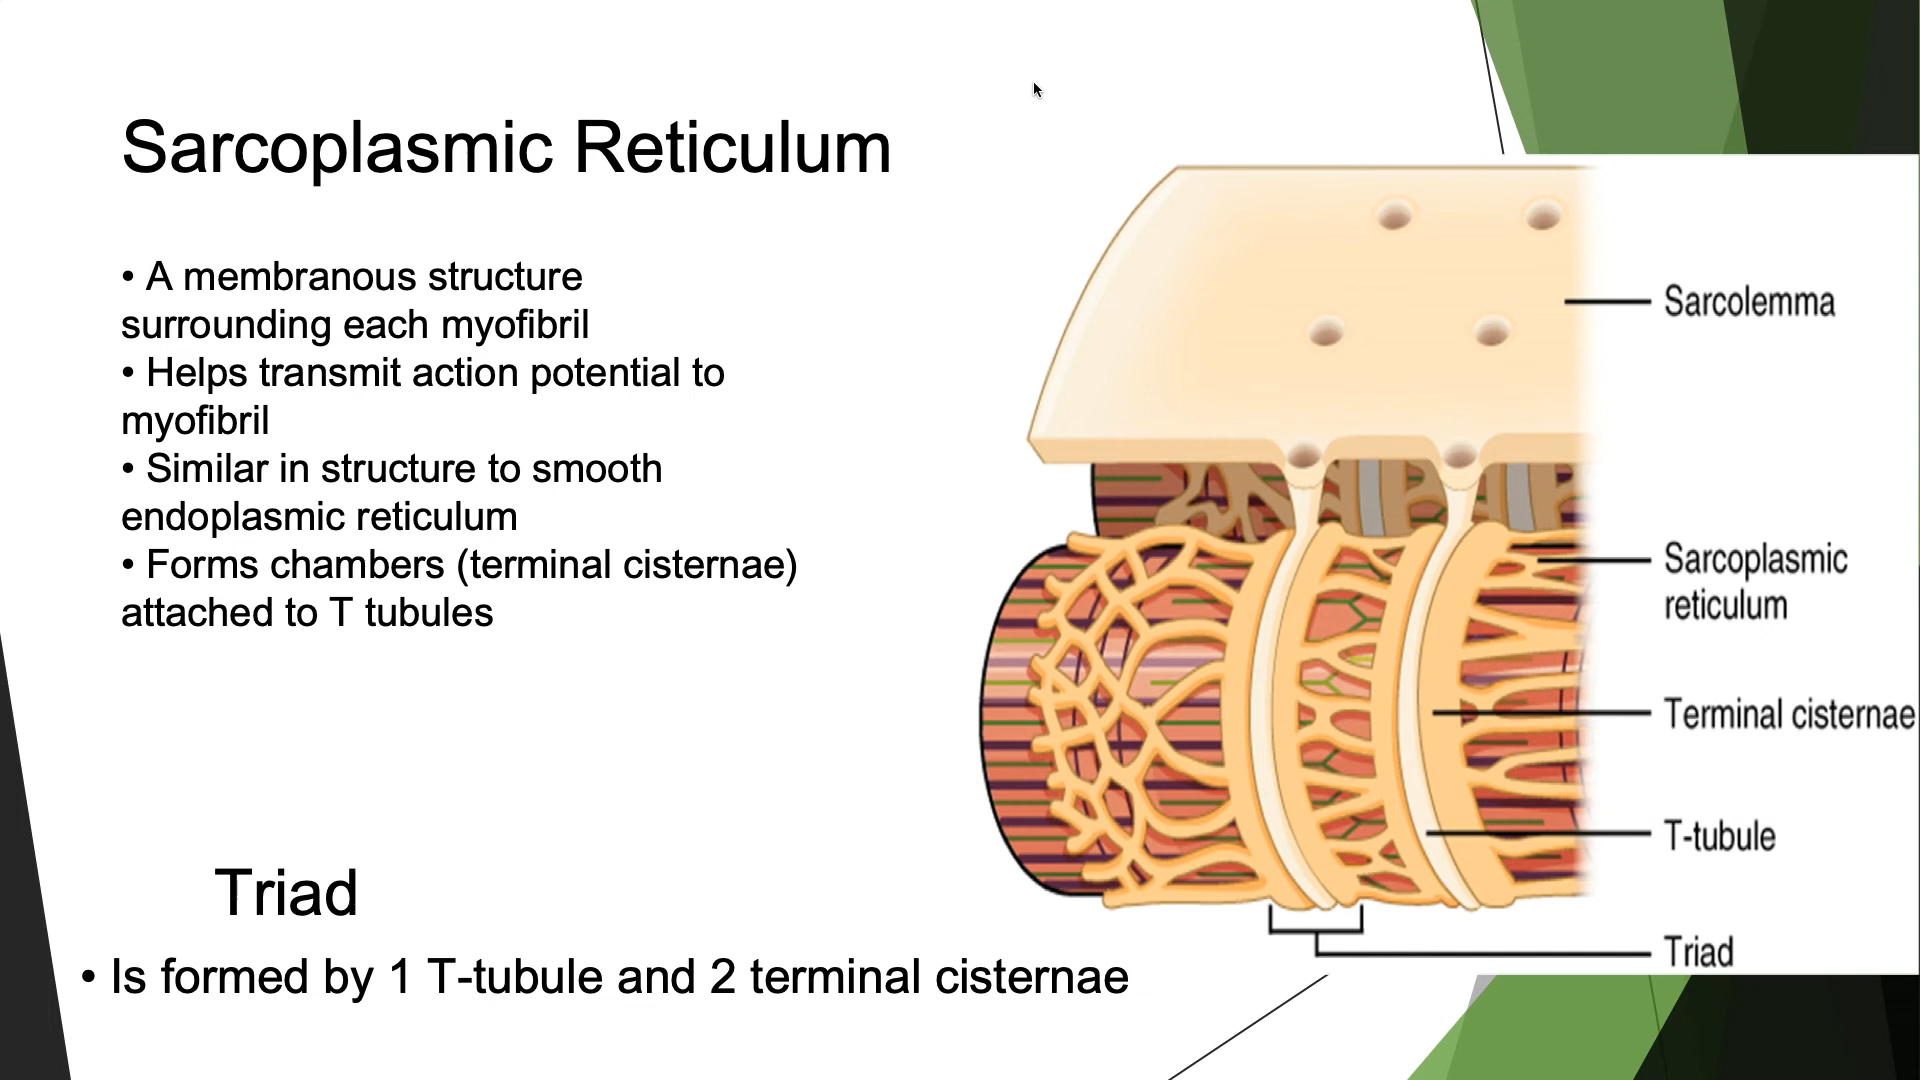 Sarcoplasmic Reticulum
• A membranous structure
surrounding each myofibril
• Helps transmit action potential to
myofibril
• Similar in structure to smooth
endoplasmic reticulum
• Forms chambers (terminal cisternae)
attached to T tubules
Triad
• Is formed by 1 T-tubule and 2 terminal cisternae
Sarcolemma
Sarcoplasmic
reticulum
Terminal cisternae
T-tubule
Triad